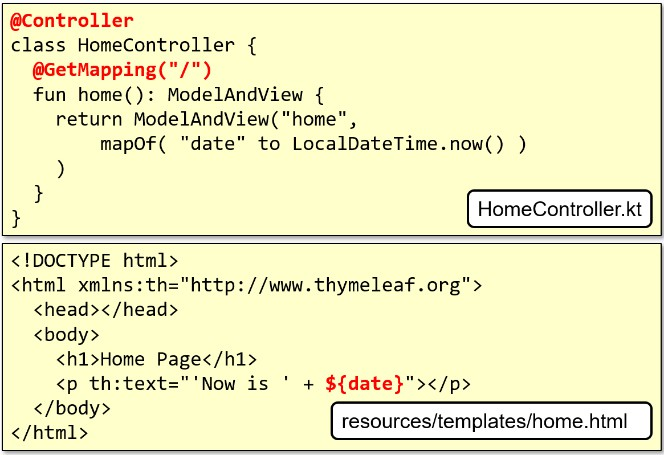 @Controller
class HomeController {
  @GetMapping("/")
  fun home(): ModelAndView {
    return ModelAndView("home",
        mapOf( "date" to LocalDateTime.now() )
    )
  }
}
HomeController.kt
<!DOCTYPE html>
<html xmlns:th="http://www.thymeleaf.org">
  <head></head>
  <body>
    <h1>Home Page</h1>
    <p th:text="'Now is ' + ${date}"></p>
  </body>
</html>
resources/templates/home.html